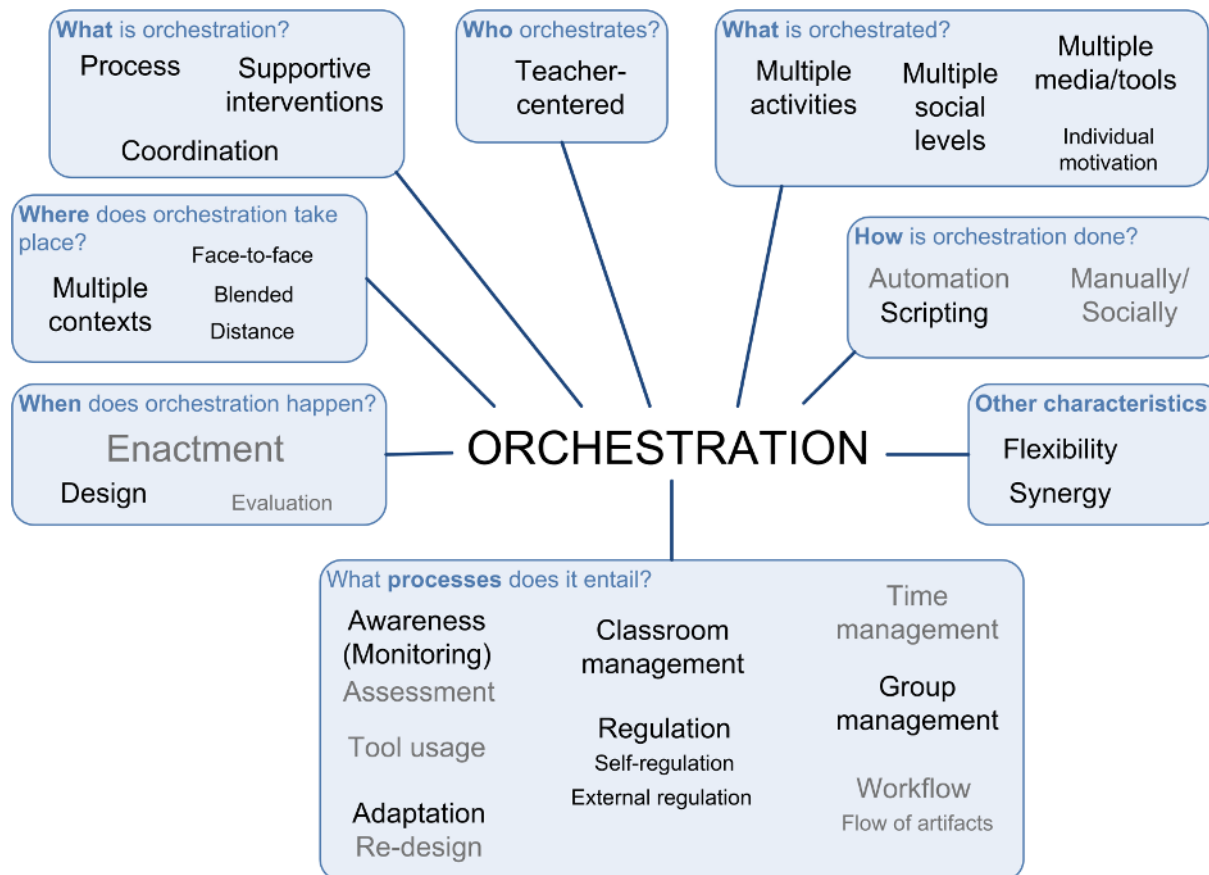 What is orchestration?
Process
Supportive
interventions
Coordination
Who orchestrates?
Teacher-
centered
What is orchestrated?
Multiple
activities
Multiple
social
levels
Multiple
media/tools
Individual
motivation
Where does orchestration take
place?
Multiple
contexts
Face-to-face
Blended
Distance
How is orchestration done?
Automation
Scripting
Manually/
Socially
When does orchestration happen?
Enactment
Design
Evaluation
ORCHESTRATION
Other characteristics
Flexibility
Synergy
What processes does it entail?
Awareness
(Monitoring)
Assessment
Tool usage
Adaptation
Re-design
Classroom
management
Regulation
Self-regulation
External regulation
Time
management
Group
management
Workflow
Flow of artifacts